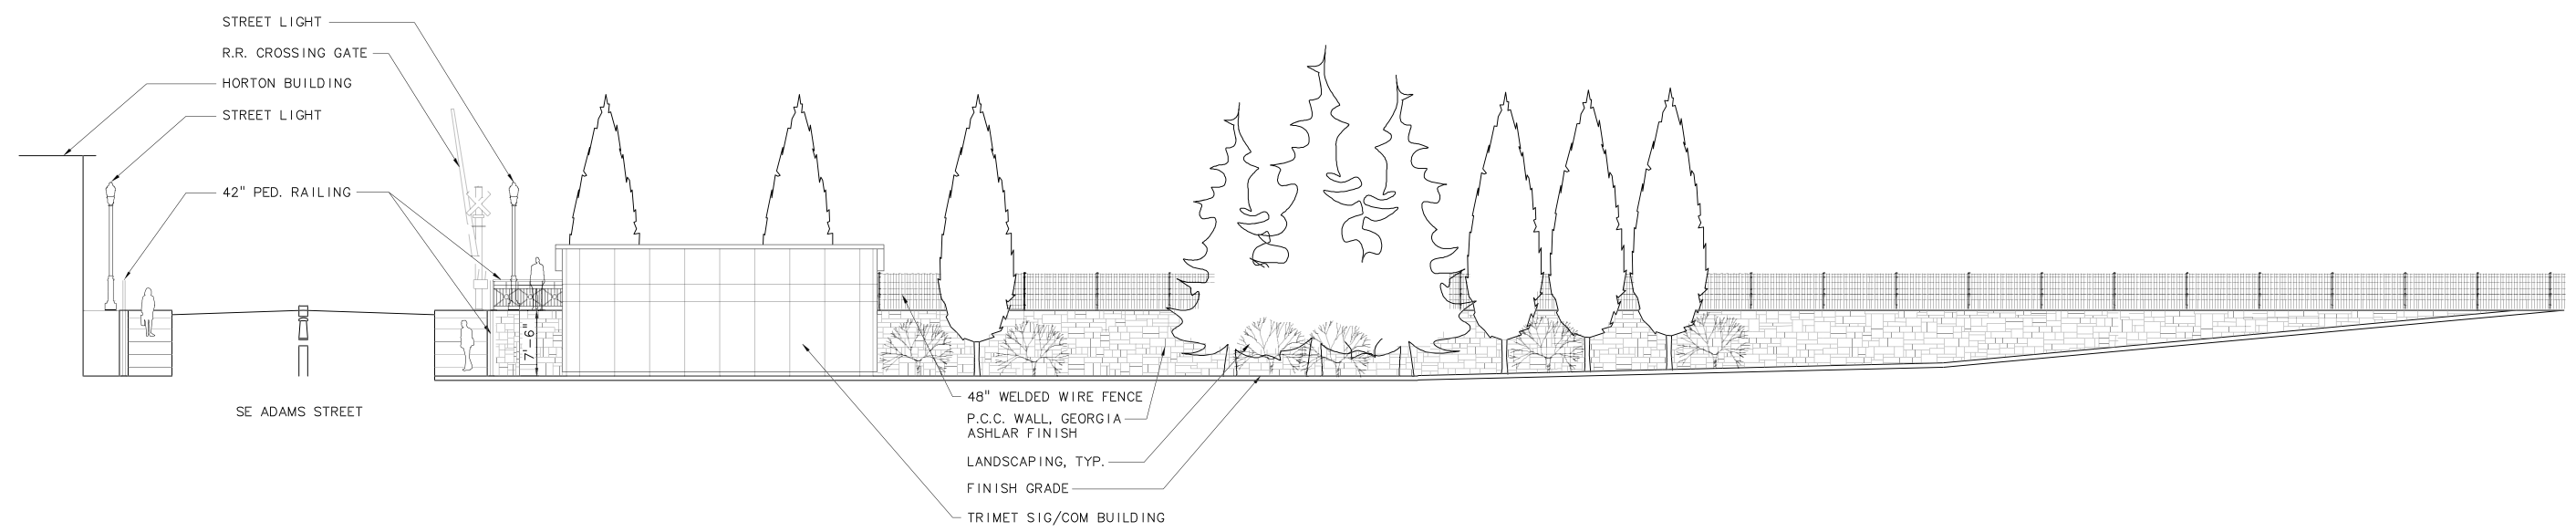 STREET LIGHT
R.R. CROSSING GATE
HORTON BUILDING
STREET LIGHT
42" PED. RAILING
7'-6"
SE ADAMS STREET
48" WELDED WIRE FENCE
P.C.C. WALL, GEORGIA
ASHLAR FINISH
LANDSCAPING, TYP.
FINISH GRADE
TRIMET SIG/COM BUILDING